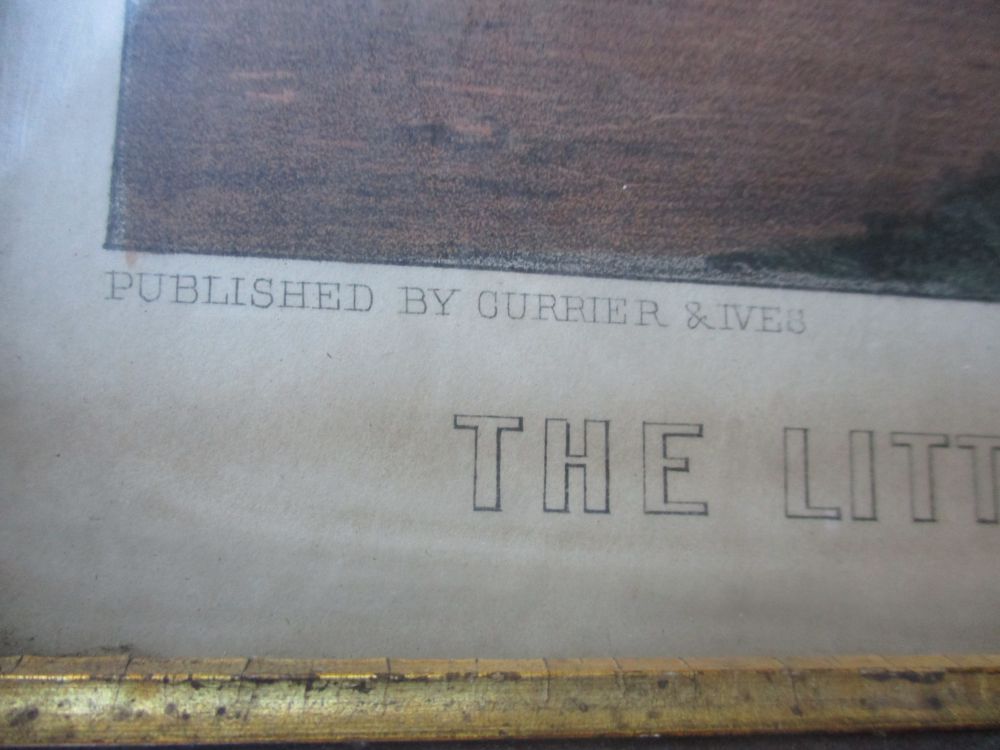 PUBLISHED BY CURRIER & IVES
THE LITT